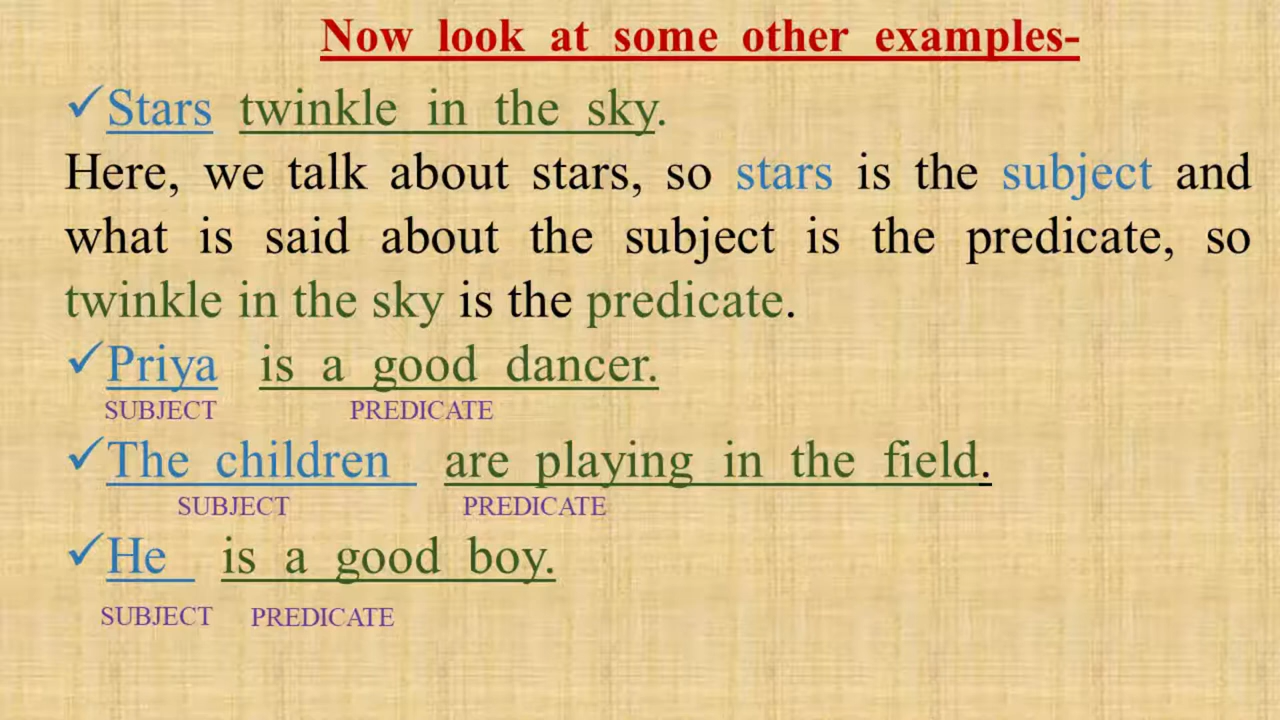 Now look at some other examples-
✓Stars twinkle in the sky.
Here, we talk about stars, so stars is the subject and
what is said about the subject is the predicate, so
twinkle in the sky is the predicate.
✓Priya is a good dancer.
SUBJECT PREDICATE
✓The children are playing in the field.
SUBJECT PREDICATE
✓He is a good boy.
SUBJECT PREDICATE